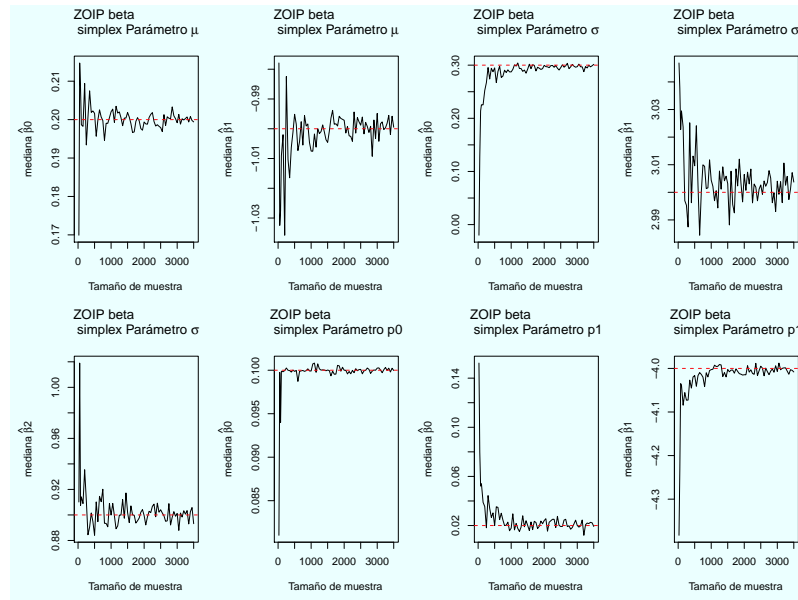 ZOIP beta
simplex Parámetro μ
mediana β̂0
0.17
0.18
0.19
0.20
0.21
0
1000
2000
3000
Tamaño de muestra
ZOIP beta
simplex Parámetro μ
mediana β̂1
−1.03
−1.01
−0.99
0
1000
2000
3000
Tamaño de muestra
ZOIP beta
simplex Parámetro σ
mediana β̂0
0.00
0.10
0.20
0.30
0
1000
2000
3000
Tamaño de muestra
ZOIP beta
simplex Parámetro σ
mediana β̂1
2.99
3.01
3.03
0
1000
2000
3000
Tamaño de muestra
ZOIP beta
simplex Parámetro σ
mediana β̂2
0.88
0.92
0.96
1.00
0
1000
2000
3000
Tamaño de muestra
ZOIP beta
simplex Parámetro p0
mediana β̂0
0.085
0.090
0.095
0.100
0
1000
2000
3000
Tamaño de muestra
ZOIP beta
simplex Parámetro p1
mediana β̂0
0.02
0.06
0.10
0.14
0
1000
2000
3000
Tamaño de muestra
ZOIP beta
simplex Parámetro p1
mediana β̂1
−4.3
−4.2
−4.1
−4.0
0
1000
2000
3000
Tamaño de muestra